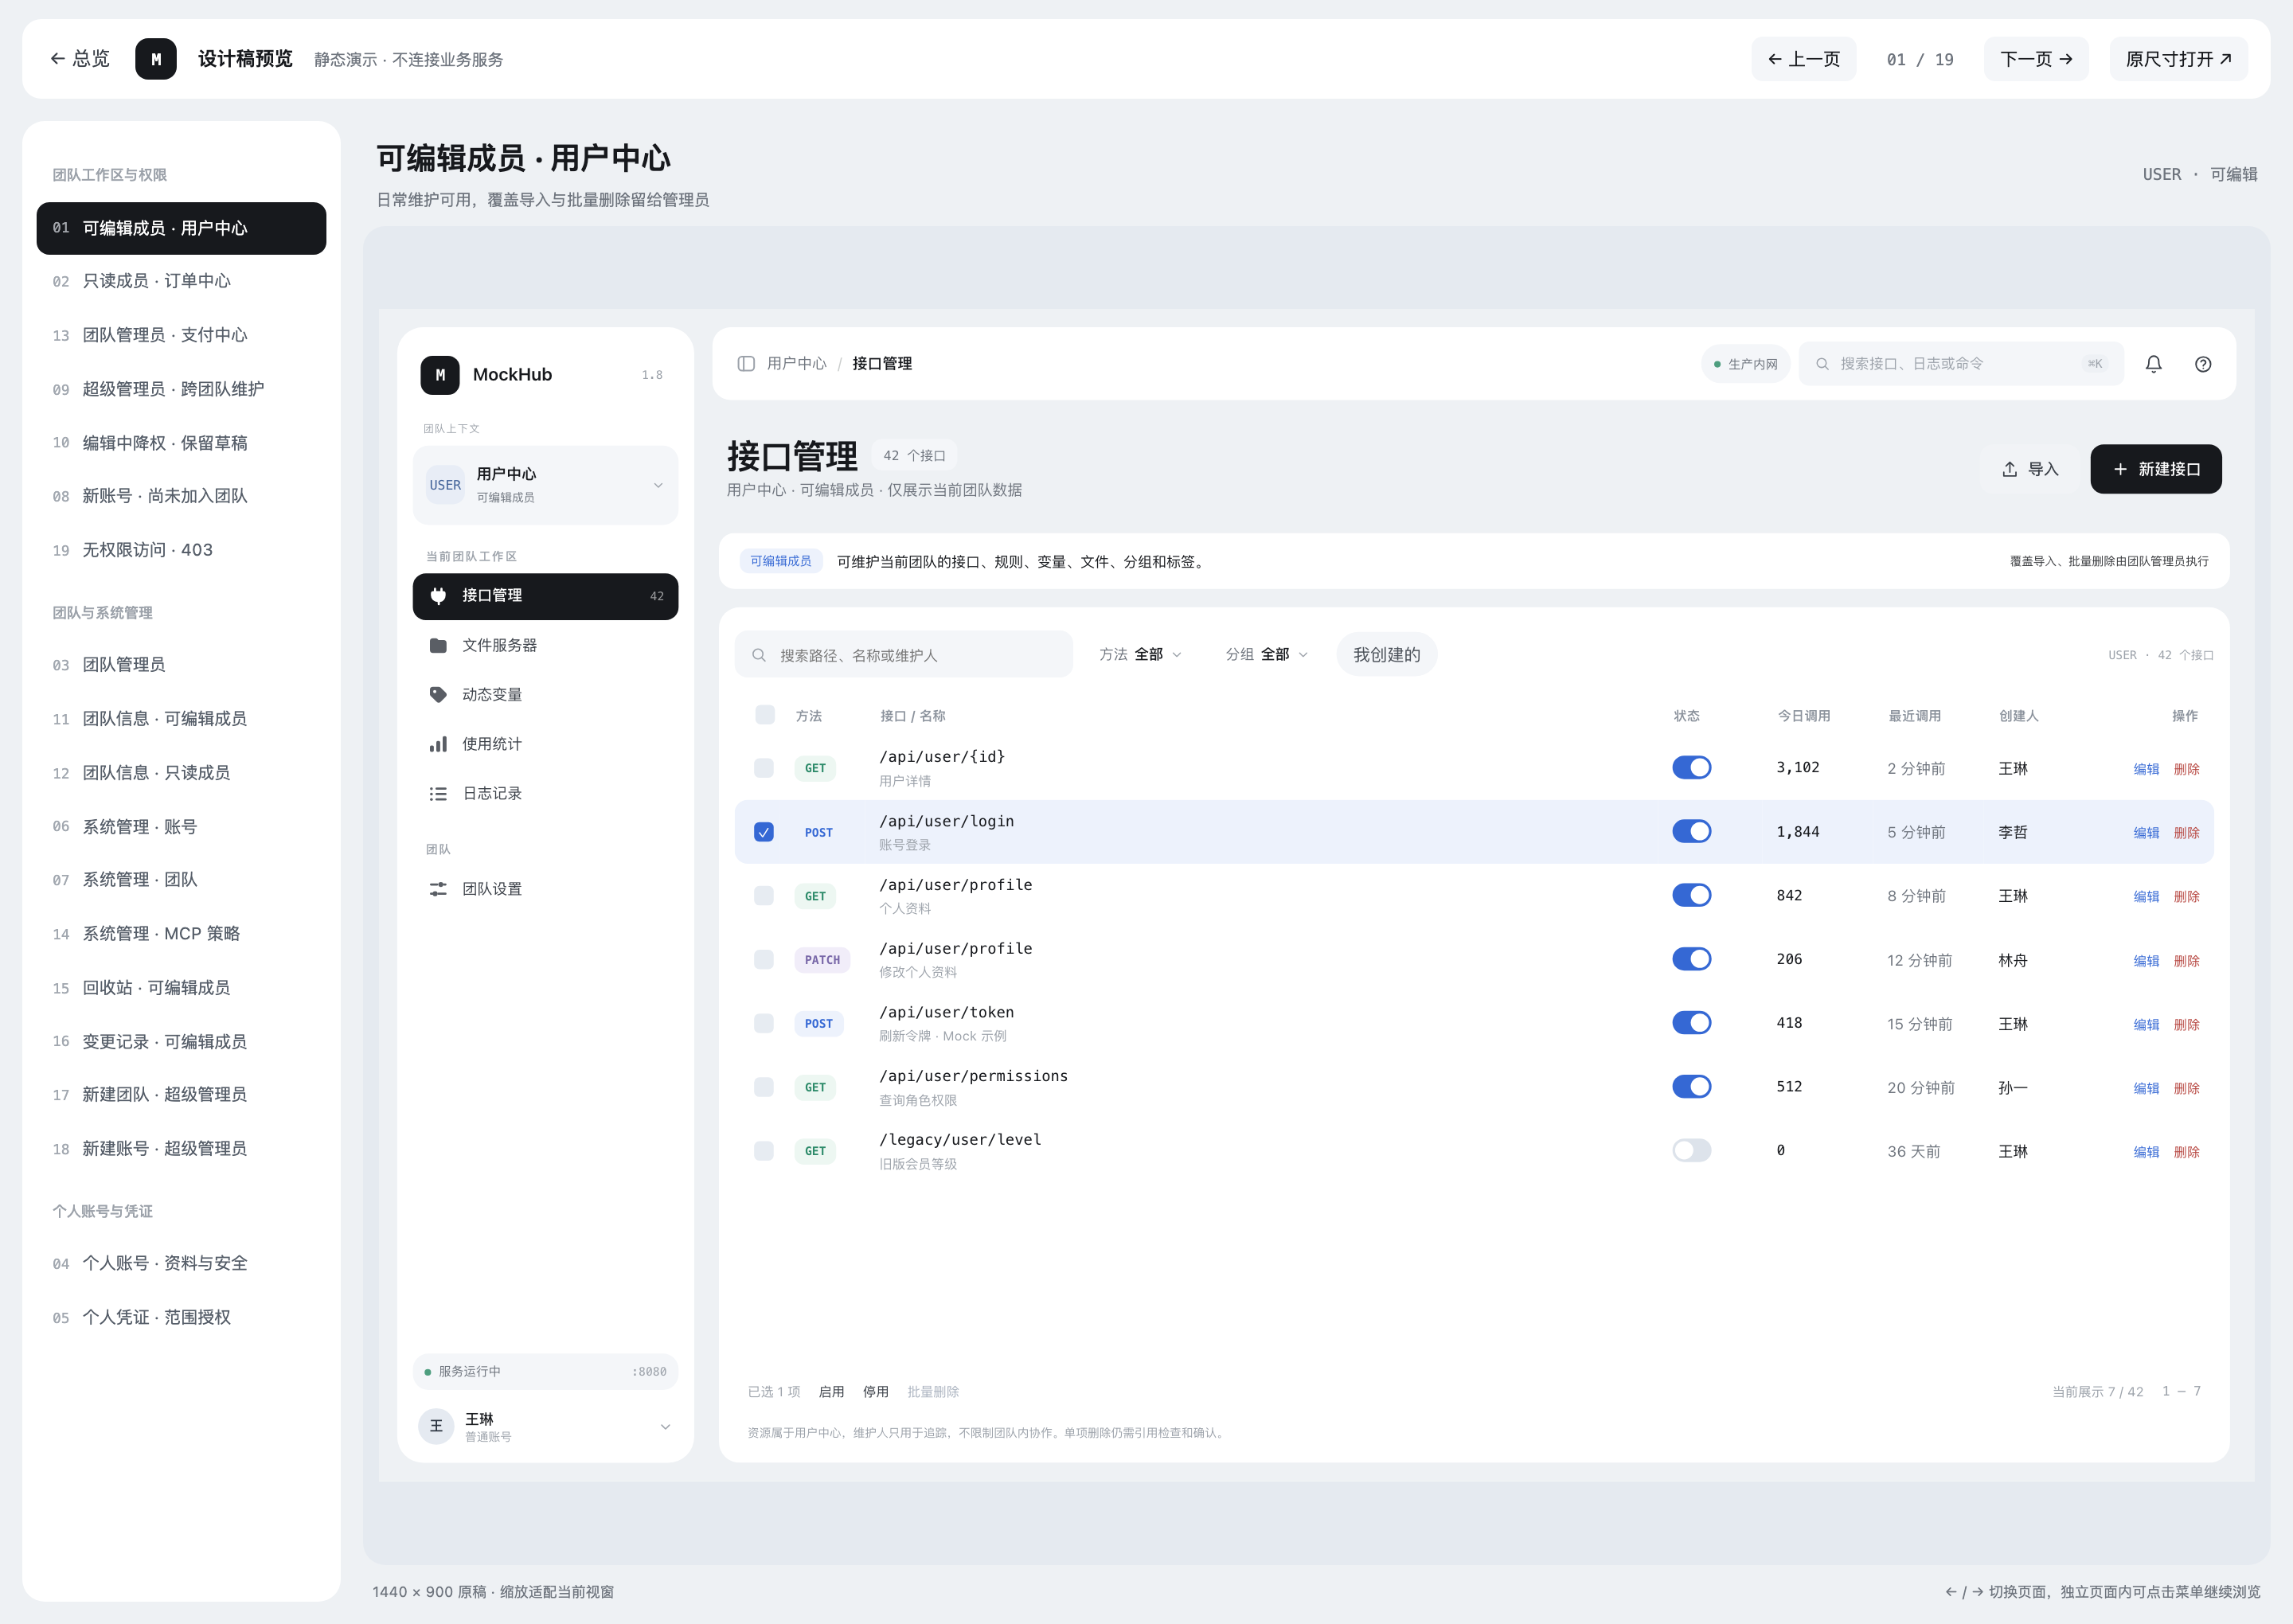 ← 总览 M 设计稿预览 静态演示 · 不连接业务服务 ← 上一页 01 / 19 下一页 → 原尺寸打开 ↗
团队工作区与权限
01 可编辑成员 · 用户中心
02 只读成员 · 订单中心
13 团队管理员 · 支付中心
09 超级管理员 · 跨团队维护
10 编辑中降权 · 保留草稿
08 新账号 · 尚未加入团队
19 无权限访问 · 403
团队与系统管理
03 团队管理员
11 团队信息 · 可编辑成员
12 团队信息 · 只读成员
06 系统管理 · 账号
07 系统管理 · 团队
14 系统管理 · MCP 策略
15 回收站 · 可编辑成员
16 变更记录 · 可编辑成员
17 新建团队 · 超级管理员
18 新建账号 · 超级管理员
个人账号与凭证
04 个人账号 · 资料与安全
05 个人凭证 · 范围授权
可编辑成员 · 用户中心
日常维护可用，覆盖导入与批量删除留给管理员
USER · 可编辑
M MockHub 1.8
团队上下文
USER 用户中心
可编辑成员
当前团队工作区
接口管理 42
文件服务器
动态变量
使用统计
日志记录
团队
团队设置
服务运行中 :8080
王 王琳
普通账号
用户中心 / 接口管理 生产内网 搜索接口、日志或命令 ⌘K
接口管理 42 个接口
用户中心 · 可编辑成员 · 仅展示当前团队数据
导入 + 新建接口
可编辑成员 可维护当前团队的接口、规则、变量、文件、分组和标签。 覆盖导入、批量删除由团队管理员执行
搜索路径、名称或维护人 方法 全部 分组 全部 我创建的 USER · 42 个接口
方法 接口 / 名称 状态 今日调用 最近调用 创建人 操作
GET /api/user/{id} 3,102 2 分钟前 王琳 编辑 删除
用户详情
POST /api/user/login 1,844 5 分钟前 李哲 编辑 删除
账号登录
GET /api/user/profile 842 8 分钟前 王琳 编辑 删除
个人资料
PATCH /api/user/profile 206 12 分钟前 林舟 编辑 删除
修改个人资料
POST /api/user/token 418 15 分钟前 王琳 编辑 删除
刷新令牌 · Mock 示例
GET /api/user/permissions 512 20 分钟前 孙一 编辑 删除
查询角色权限
GET /legacy/user/level 0 36 天前 王琳 编辑 删除
旧版会员等级
已选 1 项 启用 停用 批量删除 当前展示 7 / 42 1 – 7
资源属于用户中心，维护人只用于追踪，不限制团队内协作。单项删除仍需引用检查和确认。
1440 × 900 原稿 · 缩放适配当前视窗
← / → 切换页面，独立页面内可点击菜单继续浏览